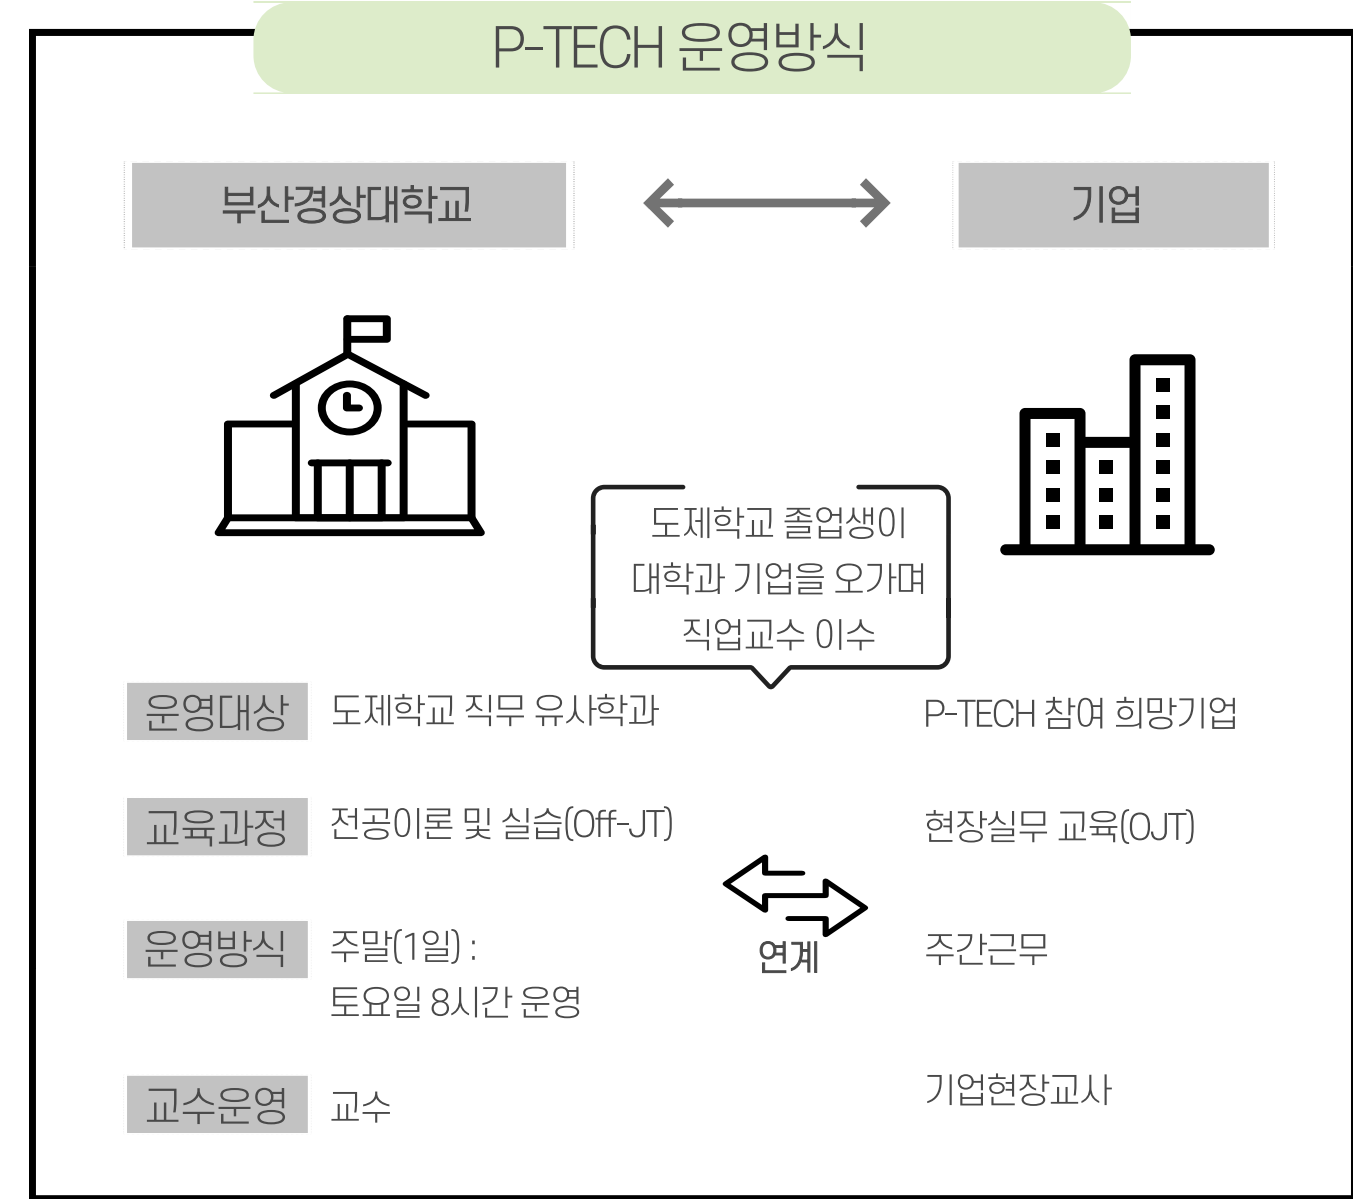 P-TECH 운영방식
부산경상대학교
기업
도제학교 졸업생이
대학과 기업을 오가며
직업교수 이수
운영대상 도제학교 직무 유사학과 P-TECH 참여 희망기업
교육과정 전공이론 및 실습(Off-JT) 현장실무 교육(OJT)
연계
운영방식 주말(1일) : 주간근무
토요일 8시간 운영
교수운영 교수 기업현장교사